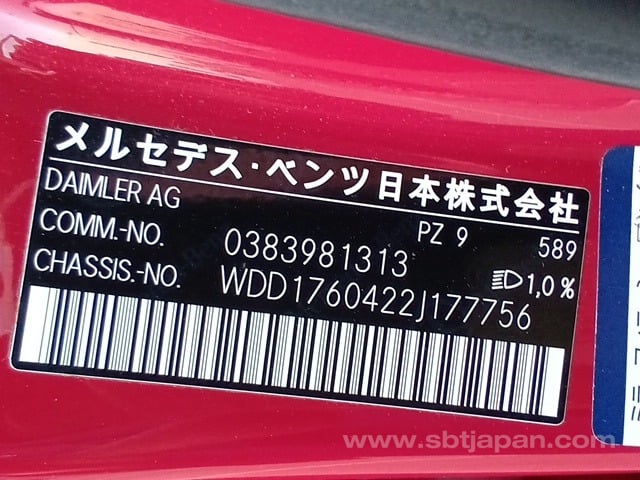 メルセデス・ベンツ日本株式会社
DAIMLER AG
PZ 9 589
COMM.-NO. 0383981313
1,0 %
CHASSIS.-NO. WDD1760422J177756
www.sbtjapan.com